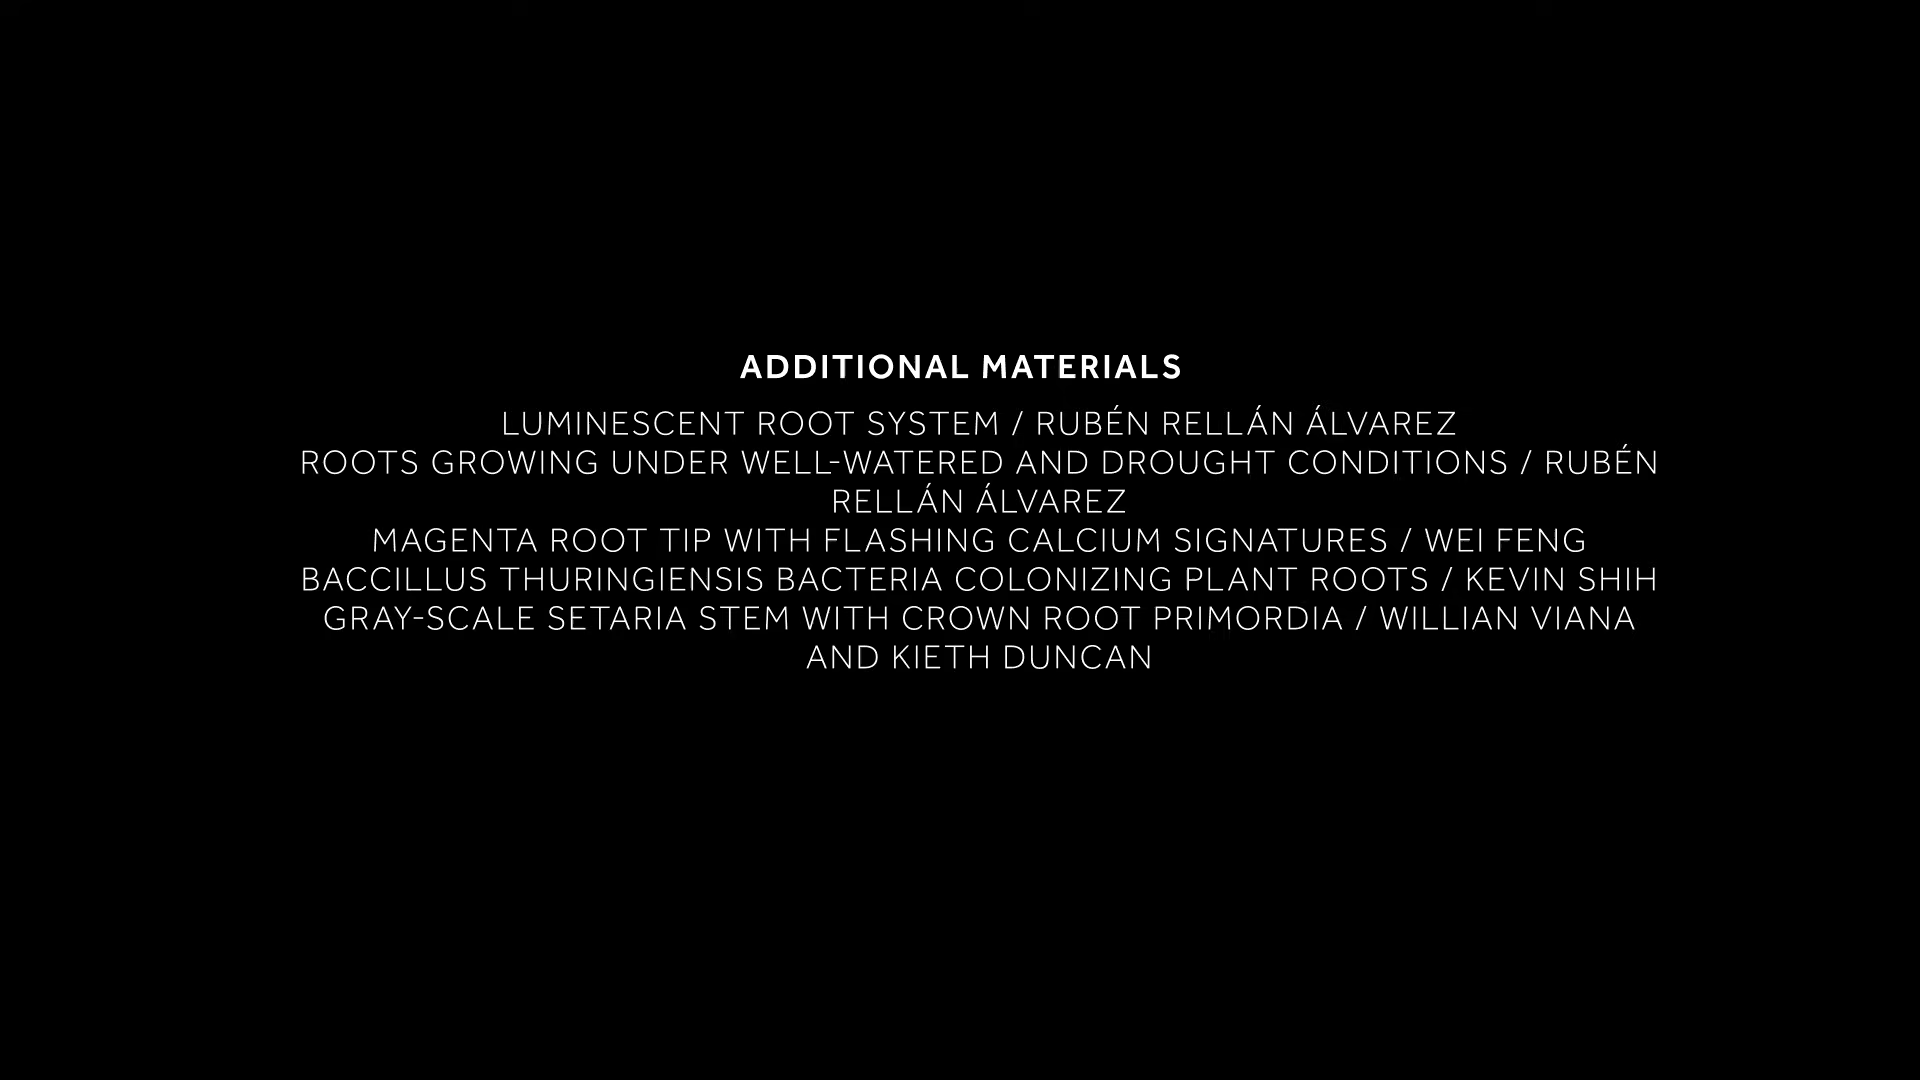 ADDITIONAL MATERIALS
LUMINESCENT ROOT SYSTEM / RUBÉN RELLÁN ÁLVAREZ
ROOTS GROWING UNDER WELL-WATERED AND DROUGHT CONDITIONS / RUBÉN
RELLÁN ÁLVAREZ
MAGENTA ROOT TIP WITH FLASHING CALCIUM SIGNATURES / WEI FENG
BACCILLUS THURINGIENSIS BACTERIA COLONIZING PLANT ROOTS / KEVIN SHIH
GRAY-SCALE SETARIA STEM WITH CROWN ROOT PRIMORDIA / WILLIAN VIANA
AND KIETH DUNCAN